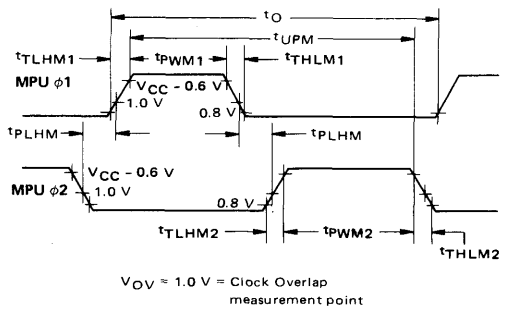 tO
tUPM
tTLHM1
tPWM1
tTHLM1
MPU φ1
VCC - 0.6 V
1.0 V
0.8 V
tPLHM
tPLHM
VCC - 0.6 V
MPU φ2
1.0 V
0.8 V
tTLHM2
tPWM2
tTHLM2
VOV = 1.0 V = Clock Overlap
measurement point